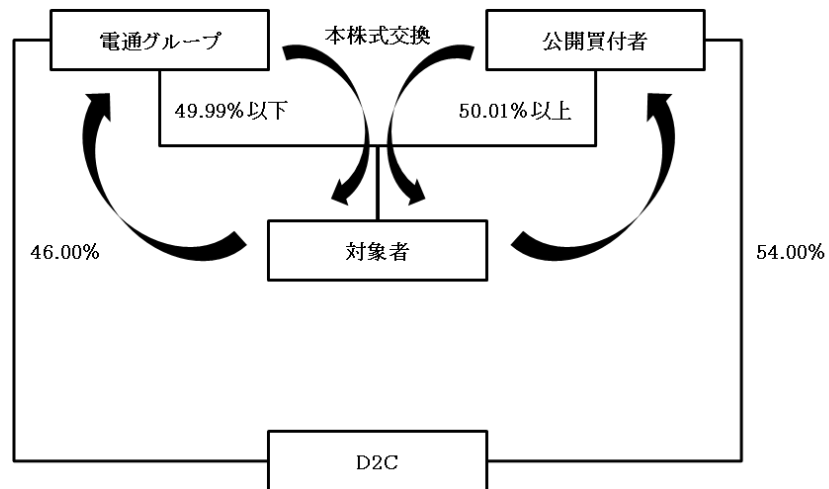 電通グループ
本株式交換
公開買付者
49.99%以下
50.01%以上
対象者
46.00%
54.00%
D2C